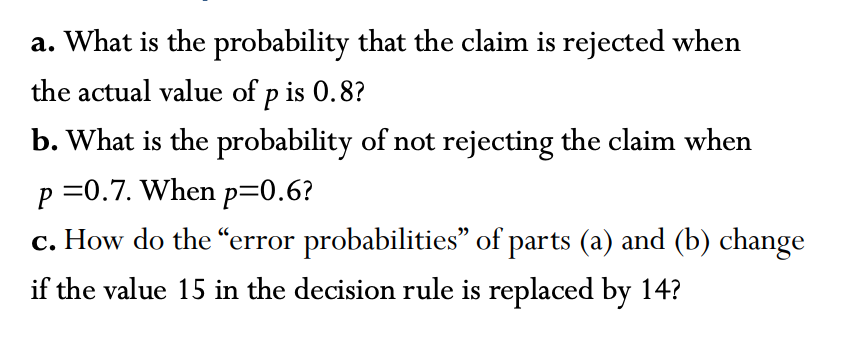 a. What is the probability that the claim is rejected when
the actual value of p is 0.8?
b. What is the probability of not rejecting the claim when
p =0.7. When p=0.6?
c. How do the “error probabilities” of parts (a) and (b) change
if the value 15 in the decision rule is replaced by 14?